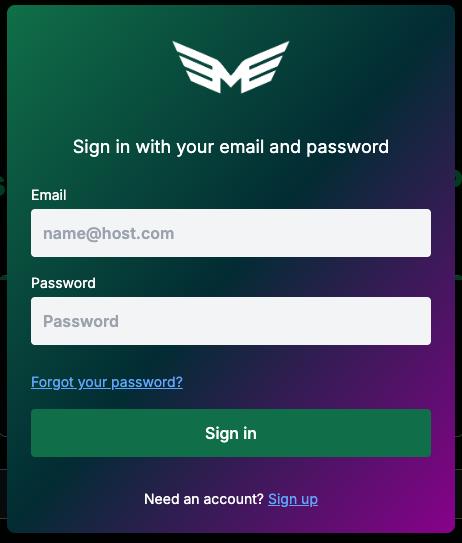 Sign in with your email and password
Email
name@host.com
Password
Password
Forgot your password?
Sign in
Need an account? Sign up